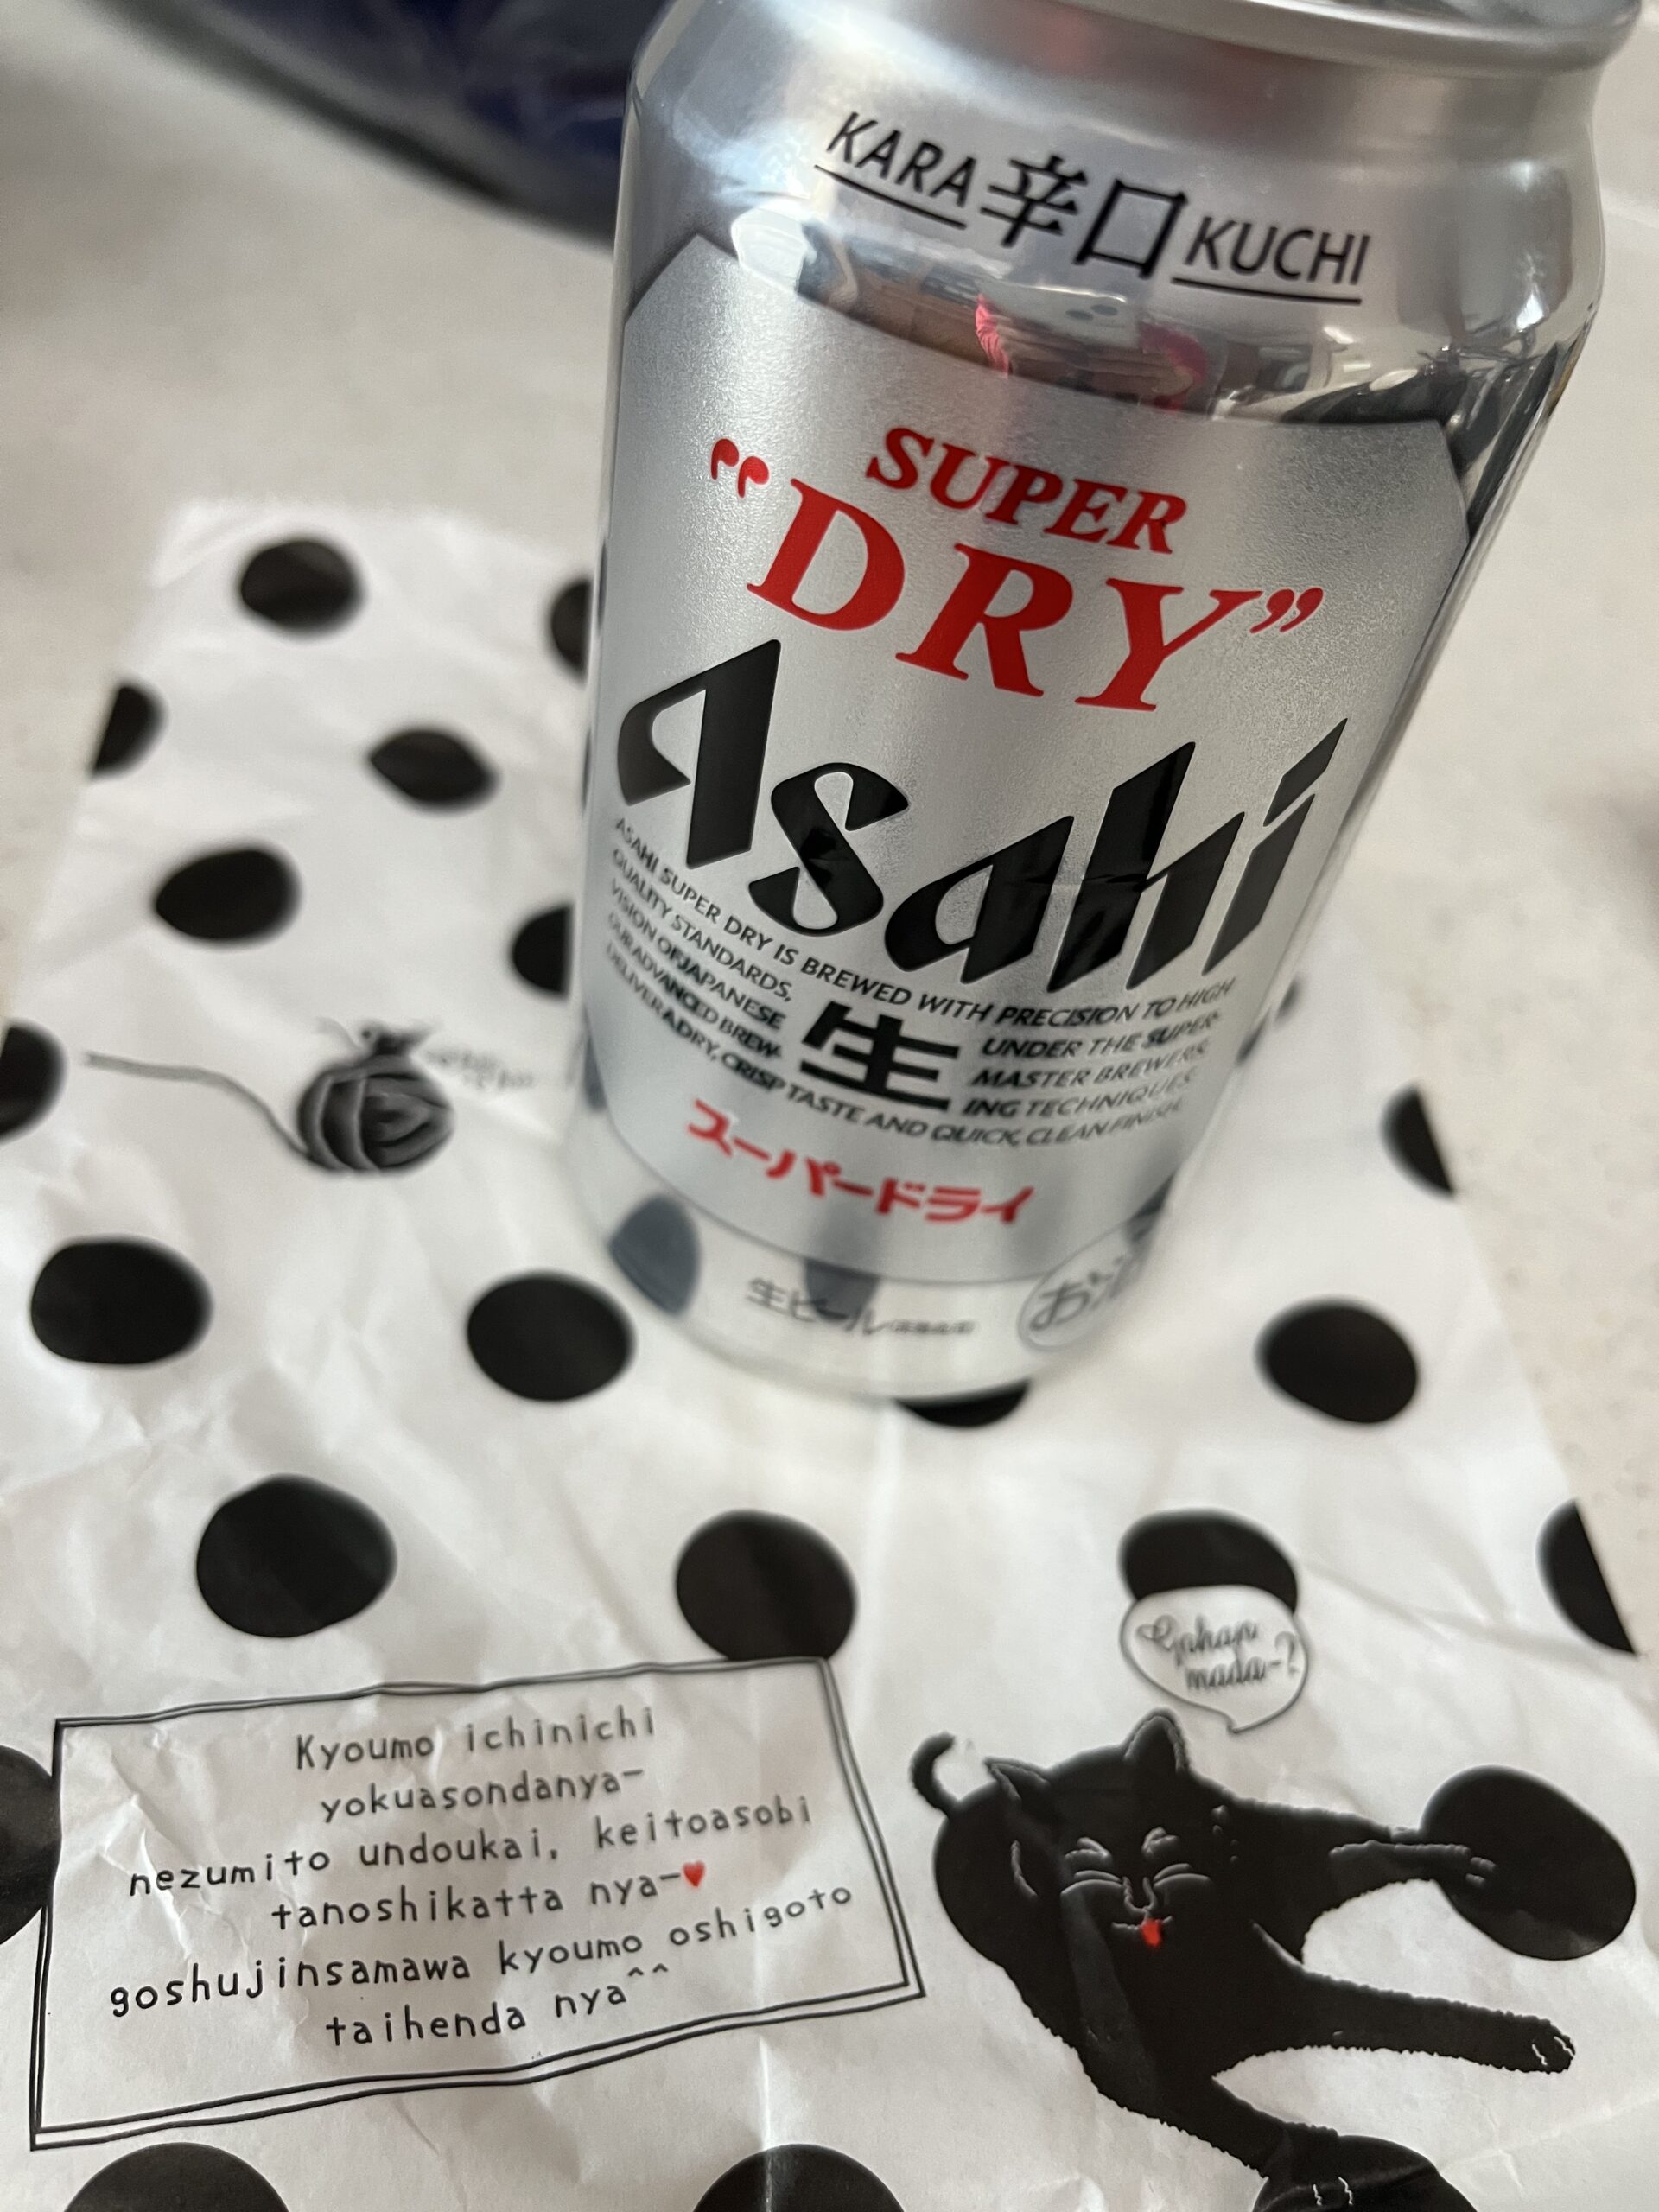 KARA 辛口 KUCHI
SUPER
“DRY”
Asahi
ASAHI SUPER DRY IS BREWED WITH PRECISION TO HIGH
QUALITY STANDARDS, UNDER THE SUPER-
VISION OF JAPANESE MASTER BREWERS.
OUR ADVANCED BREW- ING TECHNIQUES
DELIVER A DRY, CRISP TASTE AND QUICK, CLEAN FINISH.
生
スーパードライ
生ビール
Gohan
mada-?
Kyoumo ichinichi
yokuasondanya-
nezumito undoukai, keitoasobi
tanoshikatta nya-♥
goshujinsamawa kyoumo oshigoto
taihenda nya^^